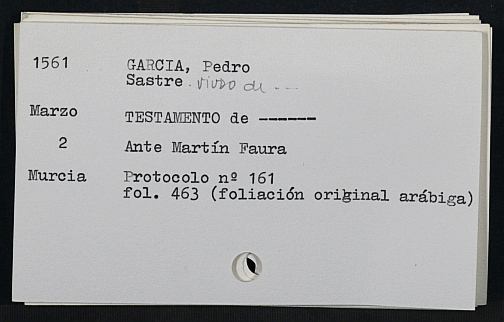 1561 GARCIA, Pedro
Sastre. viudo de ---
Marzo TESTAMENTO de ------
2 Ante Martín Faura
Murcia Protocolo nº 161
fol. 463 (foliación original arábiga)